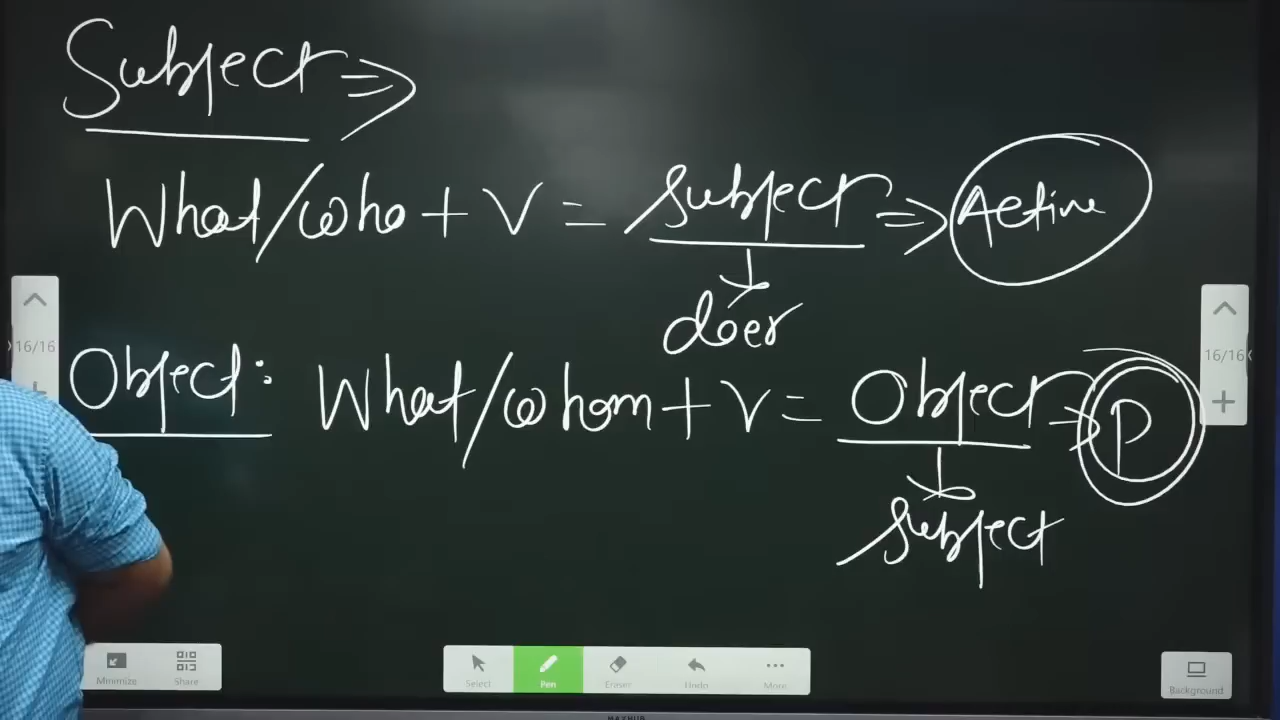 Subject ⇒
What/who + V = subject ⇒ Active
↓
doer
Object: What/whom + V = Object → P
↓
subject
16/16
16/16
Minimize
Share
Select
Pen
Eraser
Undo
More
Background
MAXHUB